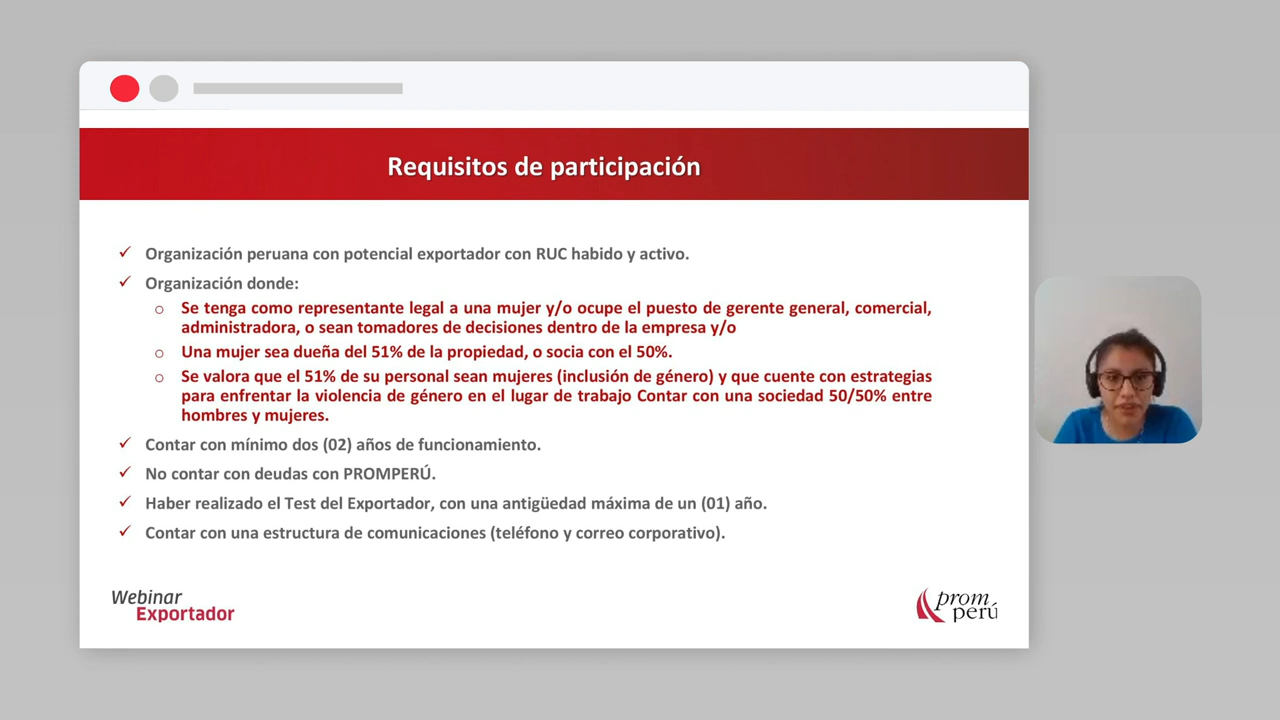 Requisitos de participación
Organización peruana con potencial exportador con RUC habido y activo.
Organización donde:
Se tenga como representante legal a una mujer y/o ocupe el puesto de gerente general, comercial,
administradora, o sean tomadores de decisiones dentro de la empresa y/o
Una mujer sea dueña del 51% de la propiedad, o socia con el 50%.
Se valora que el 51% de su personal sean mujeres (inclusión de género) y que cuente con estrategias
para enfrentar la violencia de género en el lugar de trabajo Contar con una sociedad 50/50% entre
hombres y mujeres.
Contar con mínimo dos (02) años de funcionamiento.
No contar con deudas con PROMPERÚ.
Haber realizado el Test del Exportador, con una antigüedad máxima de un (01) año.
Contar con una estructura de comunicaciones (teléfono y correo corporativo).
Webinar
Exportador
prom
perú